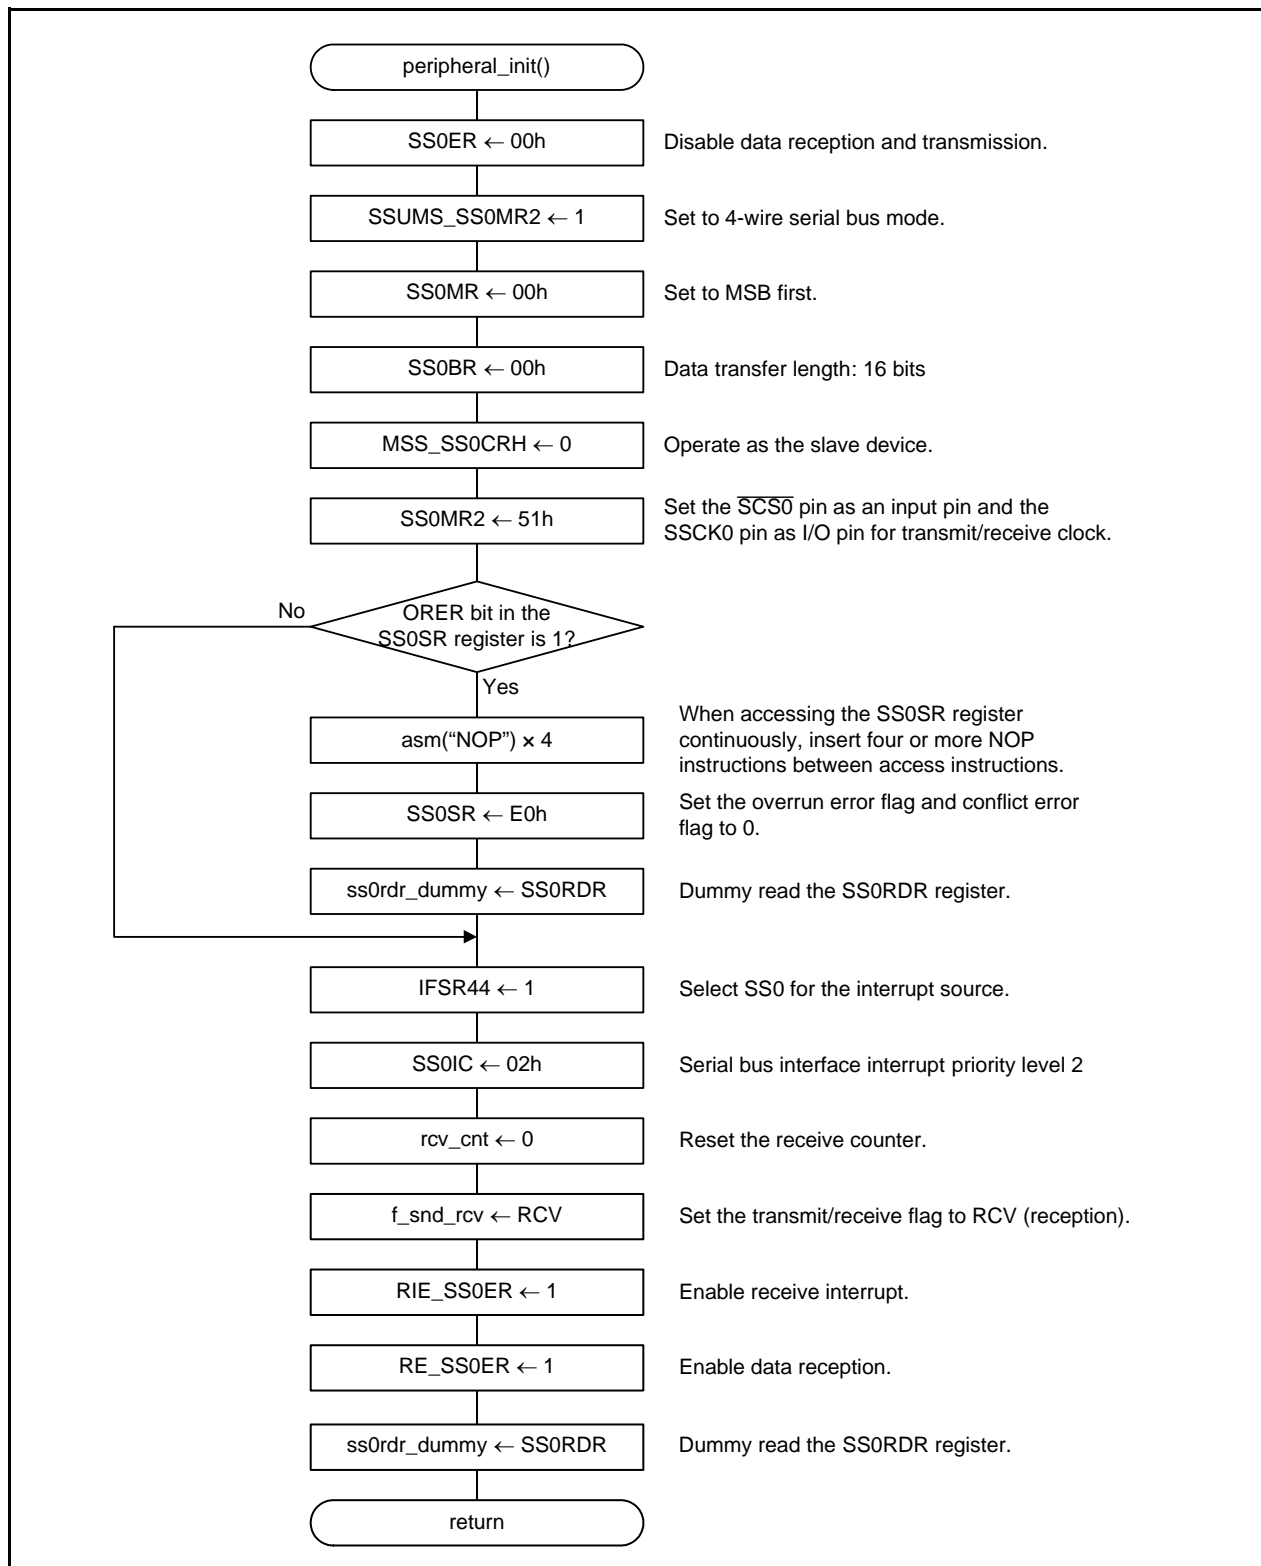 peripheral_init()
SS0ER ← 00h
Disable data reception and transmission.
SSUMS_SS0MR2 ← 1
Set to 4-wire serial bus mode.
SS0MR ← 00h
Set to MSB first.
SS0BR ← 00h
Data transfer length: 16 bits
MSS_SS0CRH ← 0
Operate as the slave device.
SS0MR2 ← 51h
Set the S̅C̅S̅0̅ pin as an input pin and the
SSCK0 pin as I/O pin for transmit/receive clock.
No
ORER bit in the
SS0SR register is 1?
Yes
asm(“NOP”) × 4
When accessing the SS0SR register
continuously, insert four or more NOP
instructions between access instructions.
SS0SR ← E0h
Set the overrun error flag and conflict error
flag to 0.
ss0rdr_dummy ← SS0RDR
Dummy read the SS0RDR register.
IFSR44 ← 1
Select SS0 for the interrupt source.
SS0IC ← 02h
Serial bus interface interrupt priority level 2
rcv_cnt ← 0
Reset the receive counter.
f_snd_rcv ← RCV
Set the transmit/receive flag to RCV (reception).
RIE_SS0ER ← 1
Enable receive interrupt.
RE_SS0ER ← 1
Enable data reception.
ss0rdr_dummy ← SS0RDR
Dummy read the SS0RDR register.
return